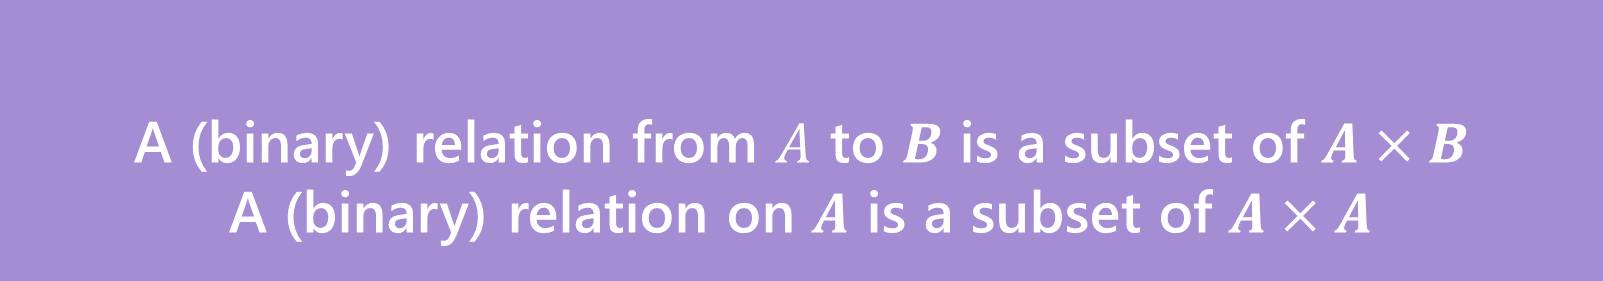 A (binary) relation from A to B is a subset of A × B
A (binary) relation on A is a subset of A × A